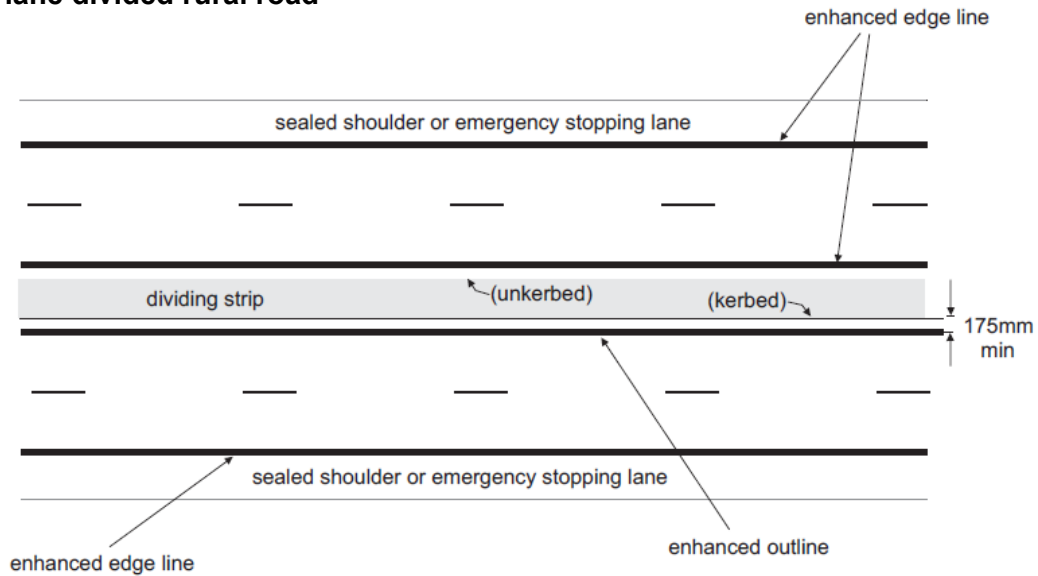 lane divided rural road
enhanced edge line
sealed shoulder or emergency stopping lane
dividing strip
(unkerbed)
(kerbed)
175mm
min
sealed shoulder or emergency stopping lane
enhanced outline
enhanced edge line